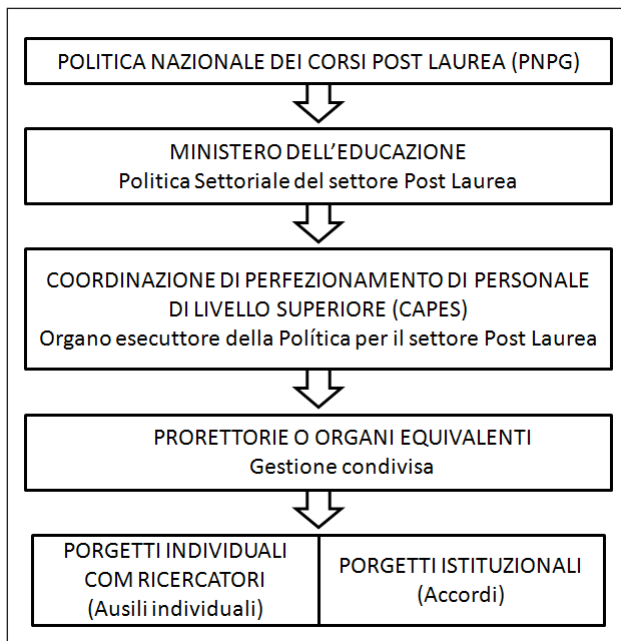 POLITICA NAZIONALE DEI CORSI POST LAUREA (PNPG)
MINISTERO DELL'EDUCAZIONE
Politica Settoriale del settore Post Laurea
COORDINAZIONE DI PERFEZIONAMENTO DI PERSONALE
DI LIVELLO SUPERIORE (CAPES)
Organo esecuttore della Política per il settore Post Laurea
PRORETTORIE O ORGANI EQUIVALENTI
Gestione condivisa
PORGETTI INDIVIDUALI
COM RICERCATORI
(Ausili individuali)
PORGETTI ISTITUZIONALI
(Accordi)